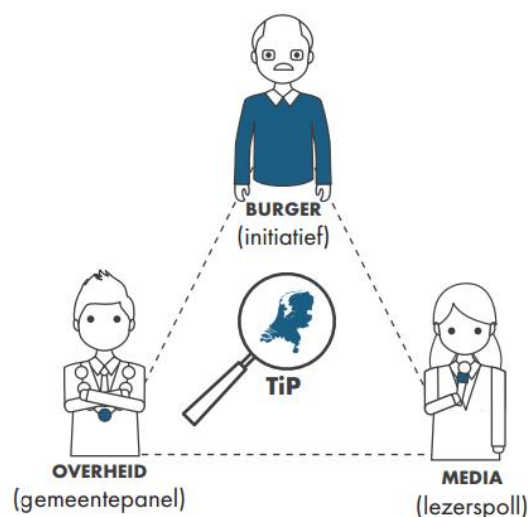 BURGER
(initiatief)
TiP
OVERHEID
(gemeentepanel)
MEDIA
(lezerspoll)